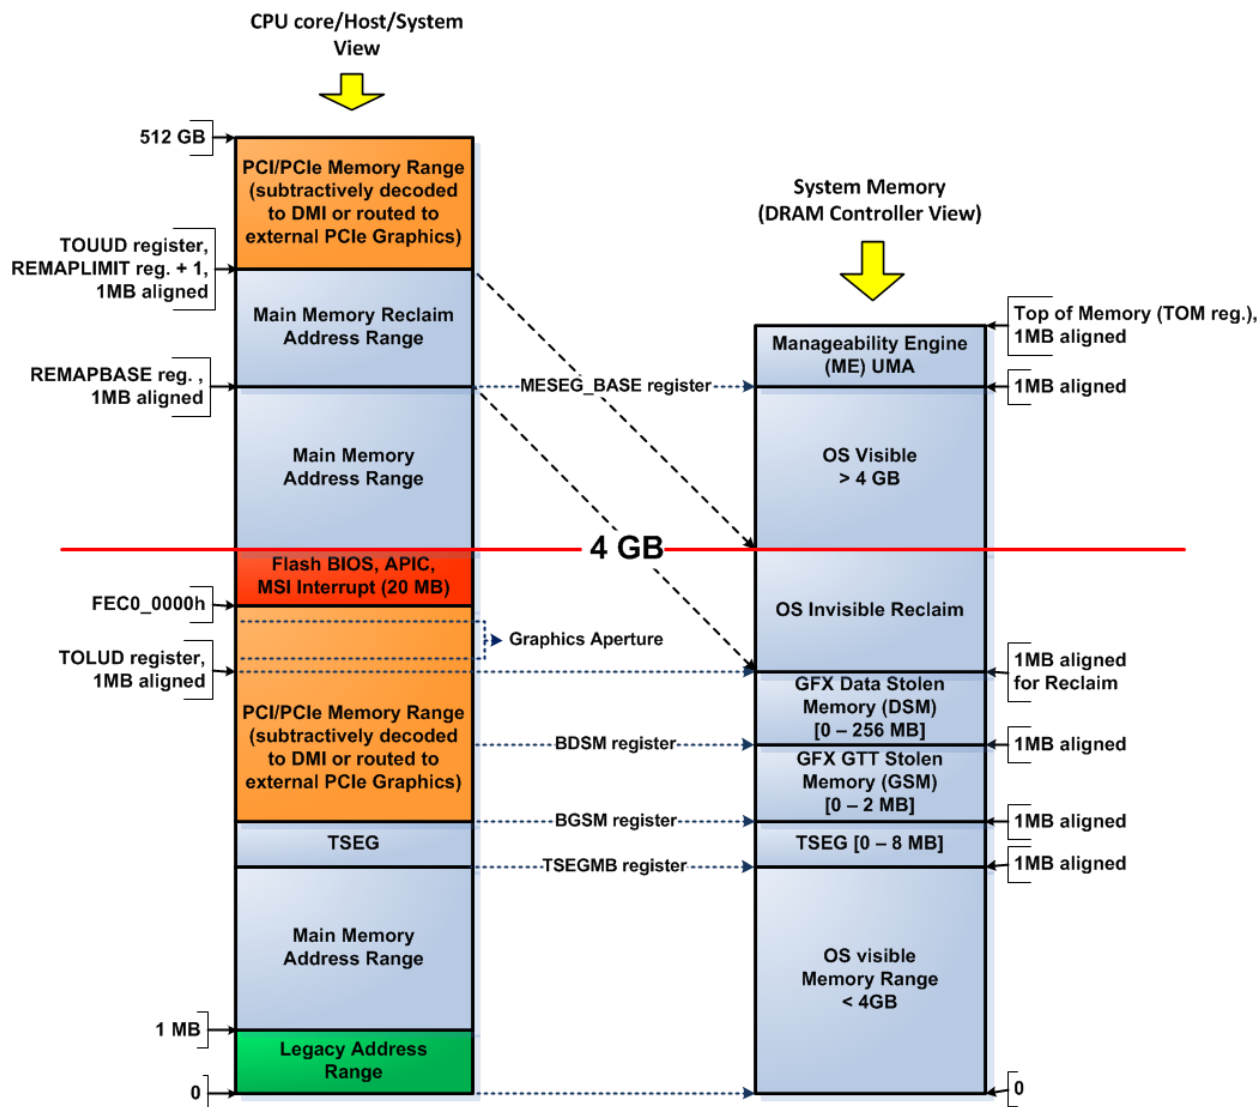 CPU core/Host/System
View
512 GB
PCI/PCIe Memory Range
(subtractively decoded
to DMI or routed to
external PCIe Graphics)
TOUUD register,
REMAPLIMIT reg. + 1,
1MB aligned
Main Memory Reclaim
Address Range
REMAPBASE reg. ,
1MB aligned
Main Memory
Address Range
Flash BIOS, APIC,
MSI Interrupt (20 MB)
FEC0_0000h
TOLUD register,
1MB aligned
PCI/PCIe Memory Range
(subtractively decoded
to DMI or routed to
external PCIe Graphics)
TSEG
Main Memory
Address Range
1 MB
Legacy Address
Range
0
MESEG_BASE register
4 GB
Graphics Aperture
BDSM register
BGSM register
TSEGMB register
System Memory
(DRAM Controller View)
Top of Memory (TOM reg.),
1MB aligned
Manageability Engine
(ME) UMA
1MB aligned
OS Visible
> 4 GB
OS Invisible Reclaim
1MB aligned
for Reclaim
GFX Data Stolen
Memory (DSM)
[0 – 256 MB]
1MB aligned
GFX GTT Stolen
Memory (GSM)
[0 – 2 MB]
1MB aligned
TSEG [0 – 8 MB]
1MB aligned
OS visible
Memory Range
< 4GB
0